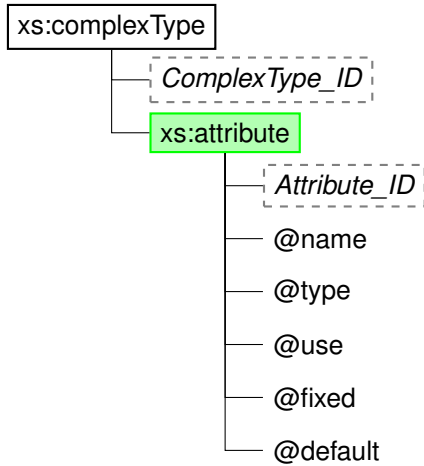 xs:complexType
ComplexType_ID
xs:attribute
Attribute_ID
@name
@type
@use
@fixed
@default